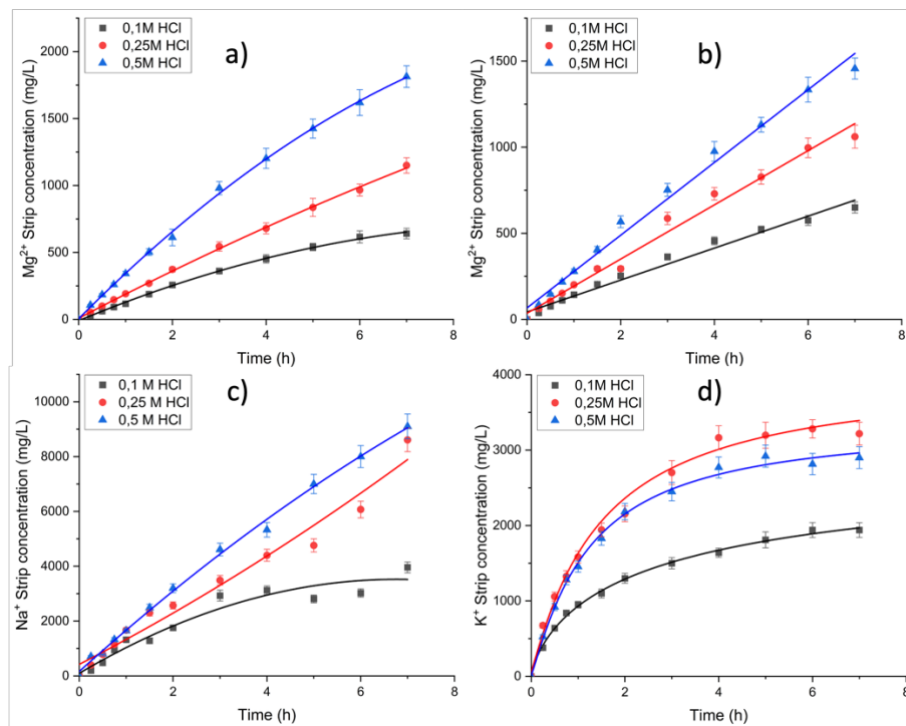 0,1M HCl
0,25M HCl
0,5M HCl
a)
Mg²⁺ Strip concentration (mg/L)
2000
1500
1000
500
0
0 2 4 6 8
Time (h)
0,1M HCl
0,25M HCl
0,5M HCl
b)
Mg²⁺ Strip concentration (mg/L)
1500
1000
500
0
0 2 4 6 8
Time (h)
0,1 M HCl
0,25 M HCl
0,5 M HCl
c)
Na⁺ Strip concentration (mg/L)
10000
8000
6000
4000
2000
0
0 2 4 6 8
Time (h)
0,1M HCl
0,25M HCl
0,5M HCl
d)
K⁺ Strip concentration (mg/L)
4000
3000
2000
1000
0
0 2 4 6 8
Time (h)